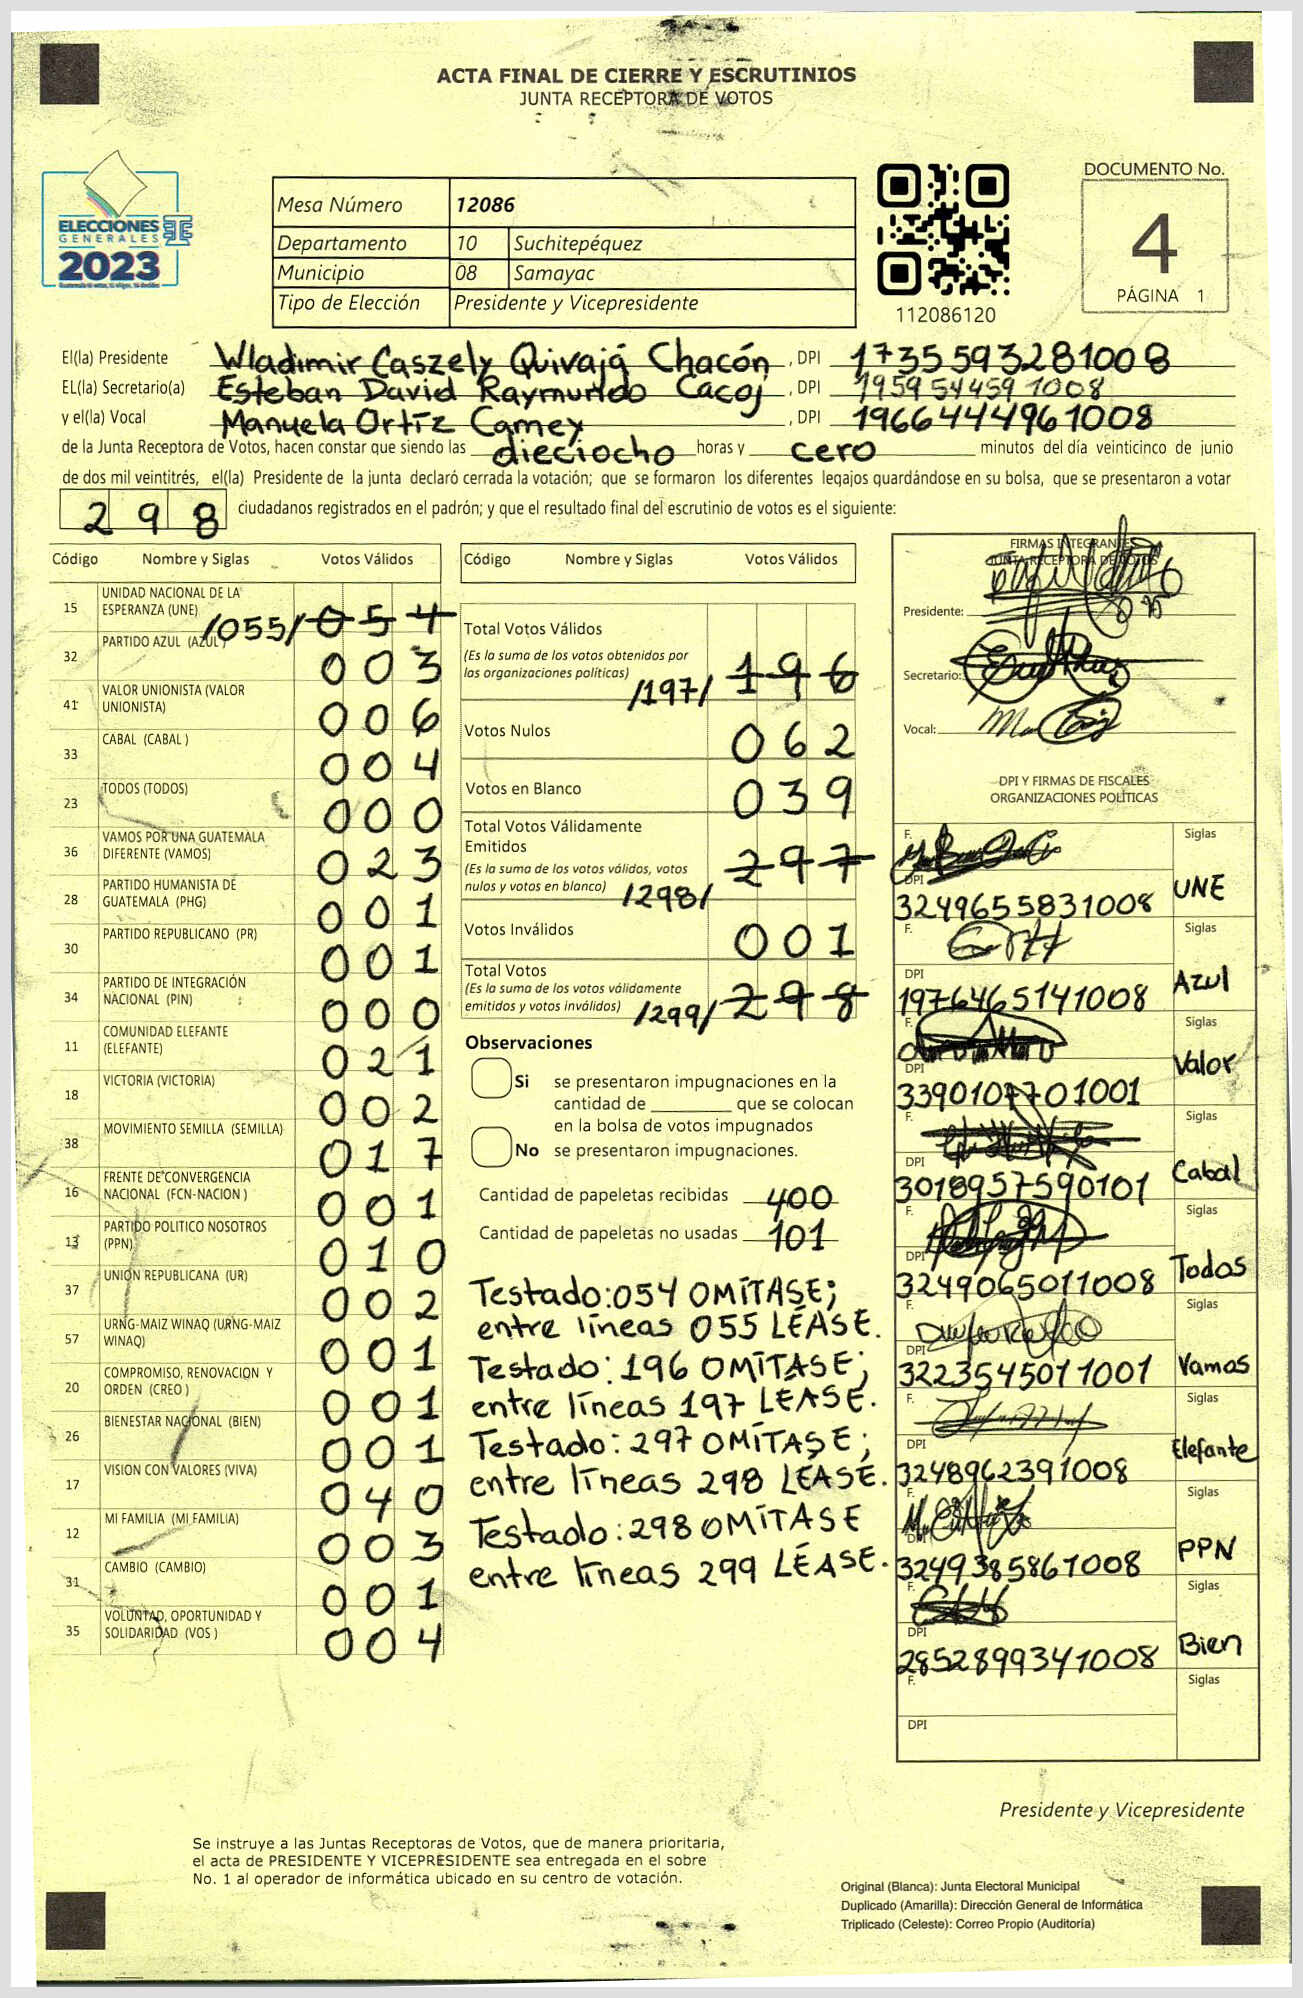 ACTA FINAL DE CIERRE Y ESCRUTINIOS
JUNTA RECEPTORA DE VOTOS
ELECCIONES
GENERALES
2023
Mesa Número 12086
Departamento 10 Suchitepéquez
Municipio 08 Samayac
Tipo de Elección Presidente y Vicepresidente
112086120
DOCUMENTO No.
4
PÁGINA 1
El(la) Presidente Wladimir Caszely Quivajá Chacón, DPI 1735593281008
EL(la) Secretario(a) Esteban David Raymundo Cacoj, DPI 1959544591008
y el(la) Vocal Manuela Ortíz Camey, DPI 1966444961008
de la Junta Receptora de Votos, hacen constar que siendo las dieciocho horas y cero minutos del día veinticinco de junio
de dos mil veintitrés, el(la) Presidente de la junta declaró cerrada la votación; que se formaron los diferentes legajos guardándose en su bolsa, que se presentaron a votar
298 ciudadanos registrados en el padrón; y que el resultado final del escrutinio de votos es el siguiente:
Código Nombre y Siglas Votos Válidos
15 UNIDAD NACIONAL DE LA ESPERANZA (UNE) /055/ 054
32 PARTIDO AZUL (AZUL) 003
41 VALOR UNIONISTA (VALOR UNIONISTA) 006
33 CABAL (CABAL ) 004
23 TODOS (TODOS) 000
36 VAMOS POR UNA GUATEMALA DIFERENTE (VAMOS) 023
28 PARTIDO HUMANISTA DE GUATEMALA (PHG) 001
30 PARTIDO REPUBLICANO (PR) 001
34 PARTIDO DE INTEGRACIÓN NACIONAL (PIN) 000
11 COMUNIDAD ELEFANTE (ELEFANTE) 021
18 VICTORIA (VICTORIA) 002
38 MOVIMIENTO SEMILLA (SEMILLA) 017
16 FRENTE DE CONVERGENCIA NACIONAL (FCN-NACION ) 001
13 PARTIDO POLITICO NOSOTROS (PPN) 010
37 UNION REPUBLICANA (UR) 002
57 URNG-MAIZ WINAQ (URNG-MAIZ WINAQ) 001
20 COMPROMISO, RENOVACION Y ORDEN (CREO ) 001
26 BIENESTAR NACIONAL (BIEN) 001
17 VISION CON VALORES (VIVA) 040
12 MI FAMILIA (MI FAMILIA) 003
31 CAMBIO (CAMBIO) 001
35 VOLUNTAD, OPORTUNIDAD Y SOLIDARIDAD (VOS ) 004
Código Nombre y Siglas Votos Válidos
Total Votos Válidos
(Es la suma de los votos obtenidos por
las organizaciones políticas) /197/ 196
Votos Nulos 062
Votos en Blanco 039
Total Votos Válidamente
Emitidos
(Es la suma de los votos válidos, votos
nulos y votos en blanco) /298/ 297
Votos Inválidos 001
Total Votos
(Es la suma de los votos válidamente
emitidos y votos inválidos) /299/ 298
Observaciones
Si se presentaron impugnaciones en la
cantidad de ________ que se colocan
en la bolsa de votos impugnados
No se presentaron impugnaciones.
Cantidad de papeletas recibidas 400
Cantidad de papeletas no usadas 101
Testado: 054 OMÍTASE;
entre líneas 055 LÉASE.
Testado: 196 OMÍTASE;
entre líneas 197 LÉASE.
Testado: 297 OMÍTASE;
entre líneas 298 LÉASE.
Testado: 298 OMÍTASE
entre líneas 299 LÉASE.
FIRMAS INTEGRANTES
JUNTA RECEPTORA DE VOTOS
Presidente:
Secretario:
Vocal:
DPI Y FIRMAS DE FISCALES
ORGANIZACIONES POLÍTICAS
F. Siglas
DPI 3249655831008 UNE
F. Siglas
DPI 1976465141008 Azul
F. Siglas
DPI 3390107701001 Valor
F. Siglas
DPI 3018957590101 Cabal
F. Siglas
DPI 3249065011008 Todos
F. Siglas
DPI 3223545011001 Vamos
F. Siglas
DPI 3248962391008 Elefante
F. Siglas
DPI 3249385861008 PPN
F. Siglas
DPI 2852899341008 Bien
F. Siglas
DPI
Presidente y Vicepresidente
Se instruye a las Juntas Receptoras de Votos, que de manera prioritaria,
el acta de PRESIDENTE Y VICEPRESIDENTE sea entregada en el sobre
No. 1 al operador de informática ubicado en su centro de votación.
Original (Blanca): Junta Electoral Municipal
Duplicado (Amarilla): Dirección General de Informática
Triplicado (Celeste): Correo Propio (Auditoría)